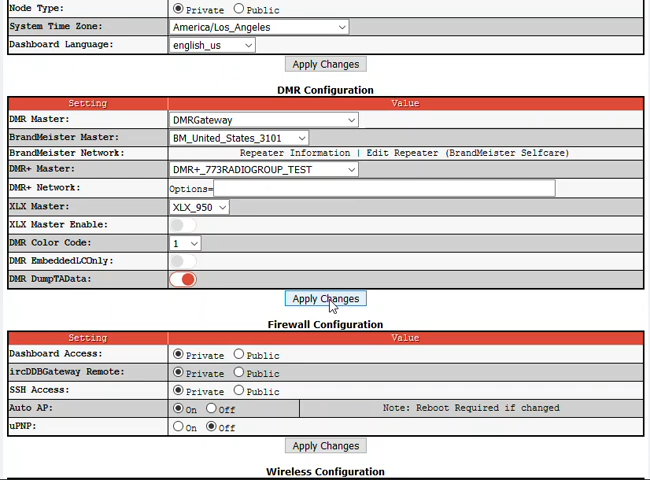 Node Type: Private Public
System Time Zone: America/Los_Angeles
Dashboard Language: english_us
Apply Changes
DMR Configuration
Setting Value
DMR Master: DMRGateway
BrandMeister Master: BM_United_States_3101
BrandMeister Network: Repeater Information | Edit Repeater (BrandMeister Selfcare)
DMR+ Master: DMR+_773RADIOGROUP_TEST
DMR+ Network: Options=
XLX Master: XLX_950
XLX Master Enable:
DMR Color Code: 1
DMR EmbeddedLCOnly:
DMR DumpTAData:
Apply Changes
Firewall Configuration
Setting Value
Dashboard Access: Private Public
ircDDBGateway Remote: Private Public
SSH Access: Private Public
Auto AP: On Off Note: Reboot Required if changed
uPNP: On Off
Apply Changes
Wireless Configuration